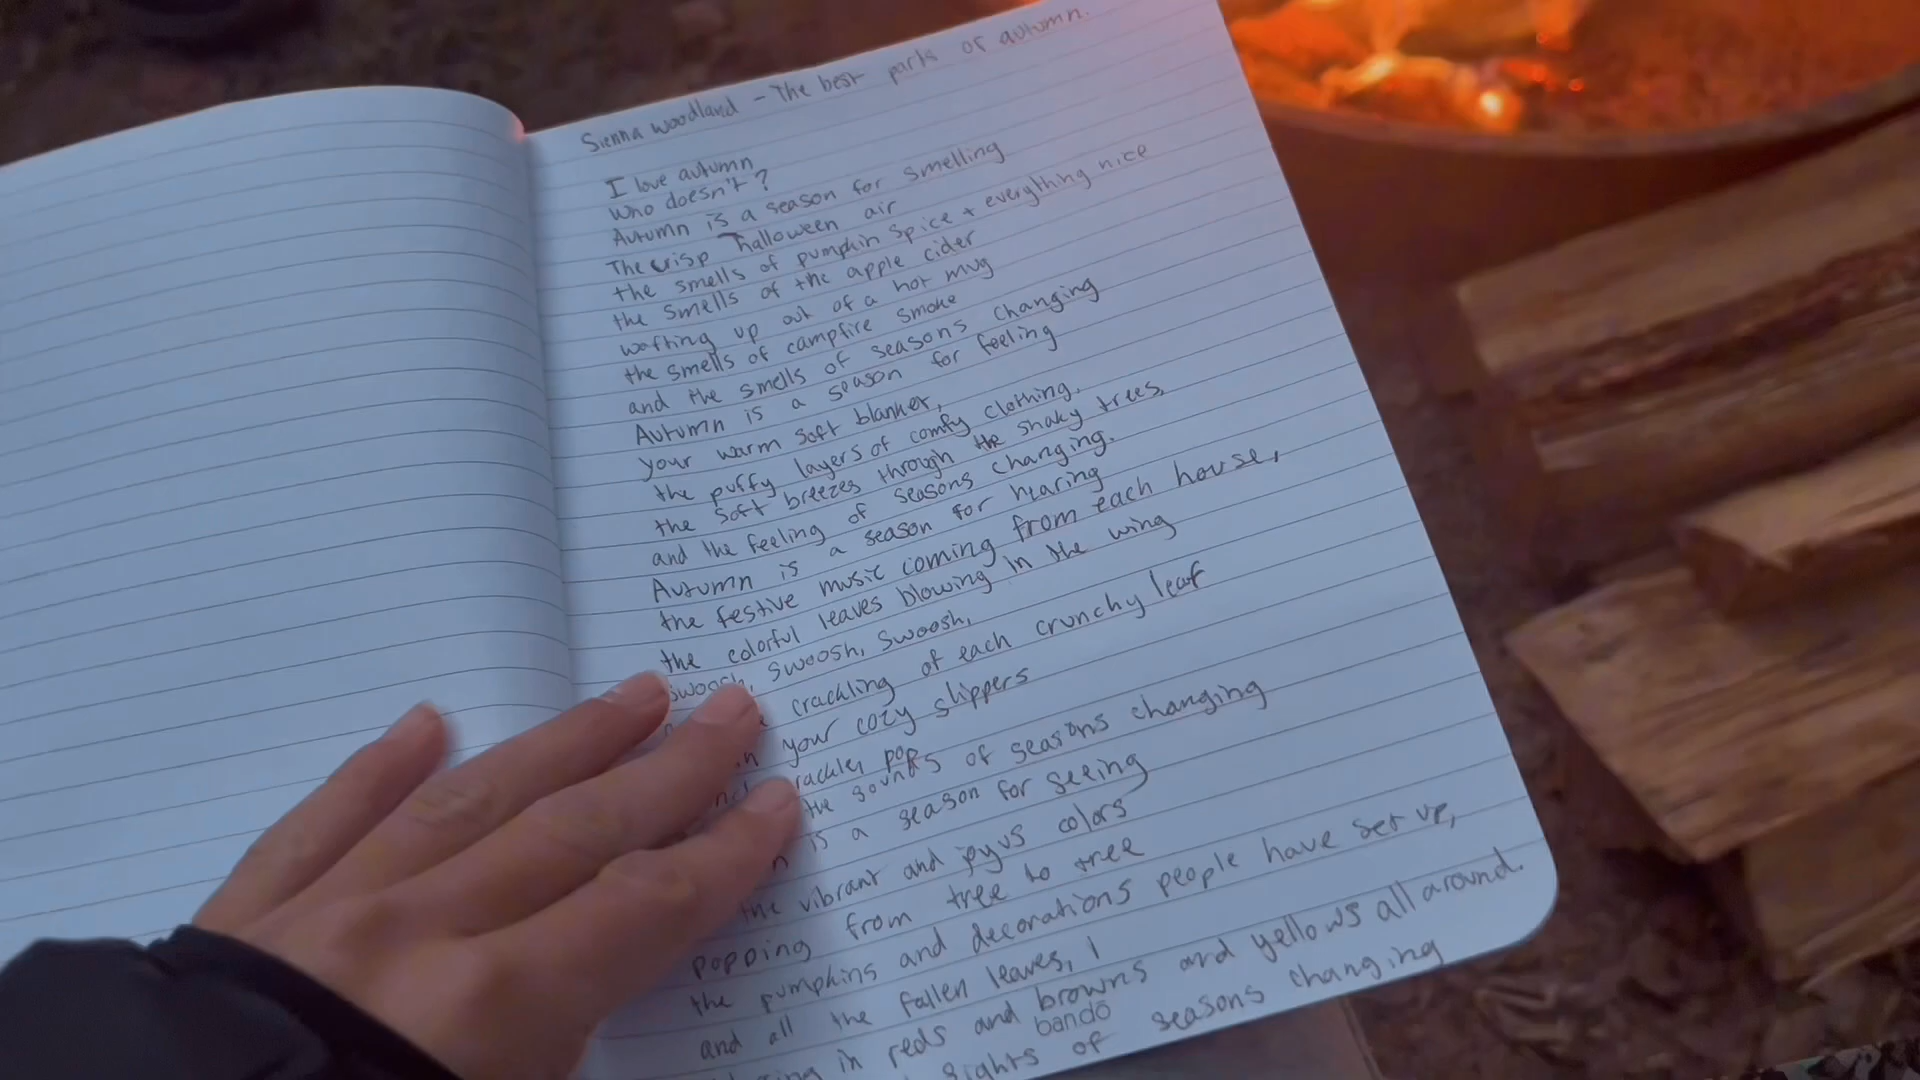 Sienna Woodland - The best parts of autumn.
I love autumn
Who doesn't?
Autumn is a season for smelling
The crisp halloween air
the smells of pumpkin spice + everything nice
the smells of the apple cider
wafting up out of a hot mug
the smells of campfire smoke
and the smells of seasons changing
Autumn is a season for feeling
your warm soft blanket,
the puffy layers of comfy clothing,
the soft breezes through the shaky trees,
and the feeling of seasons changing.
Autumn is a season for hearing
the festive music coming from each house,
the colorful leaves blowing in the wing
swoosh, swoosh, swoosh,
crackling of each crunchy leaf
your cozy slippers
pop
the sounds of seasons changing
is a season for seeing
the vibrant and joyus colors
popping from tree to tree
the pumpkins and decorations people have set up,
and all the fallen leaves,
in reds and browns and yellows all around.
bandō
sights of seasons changing